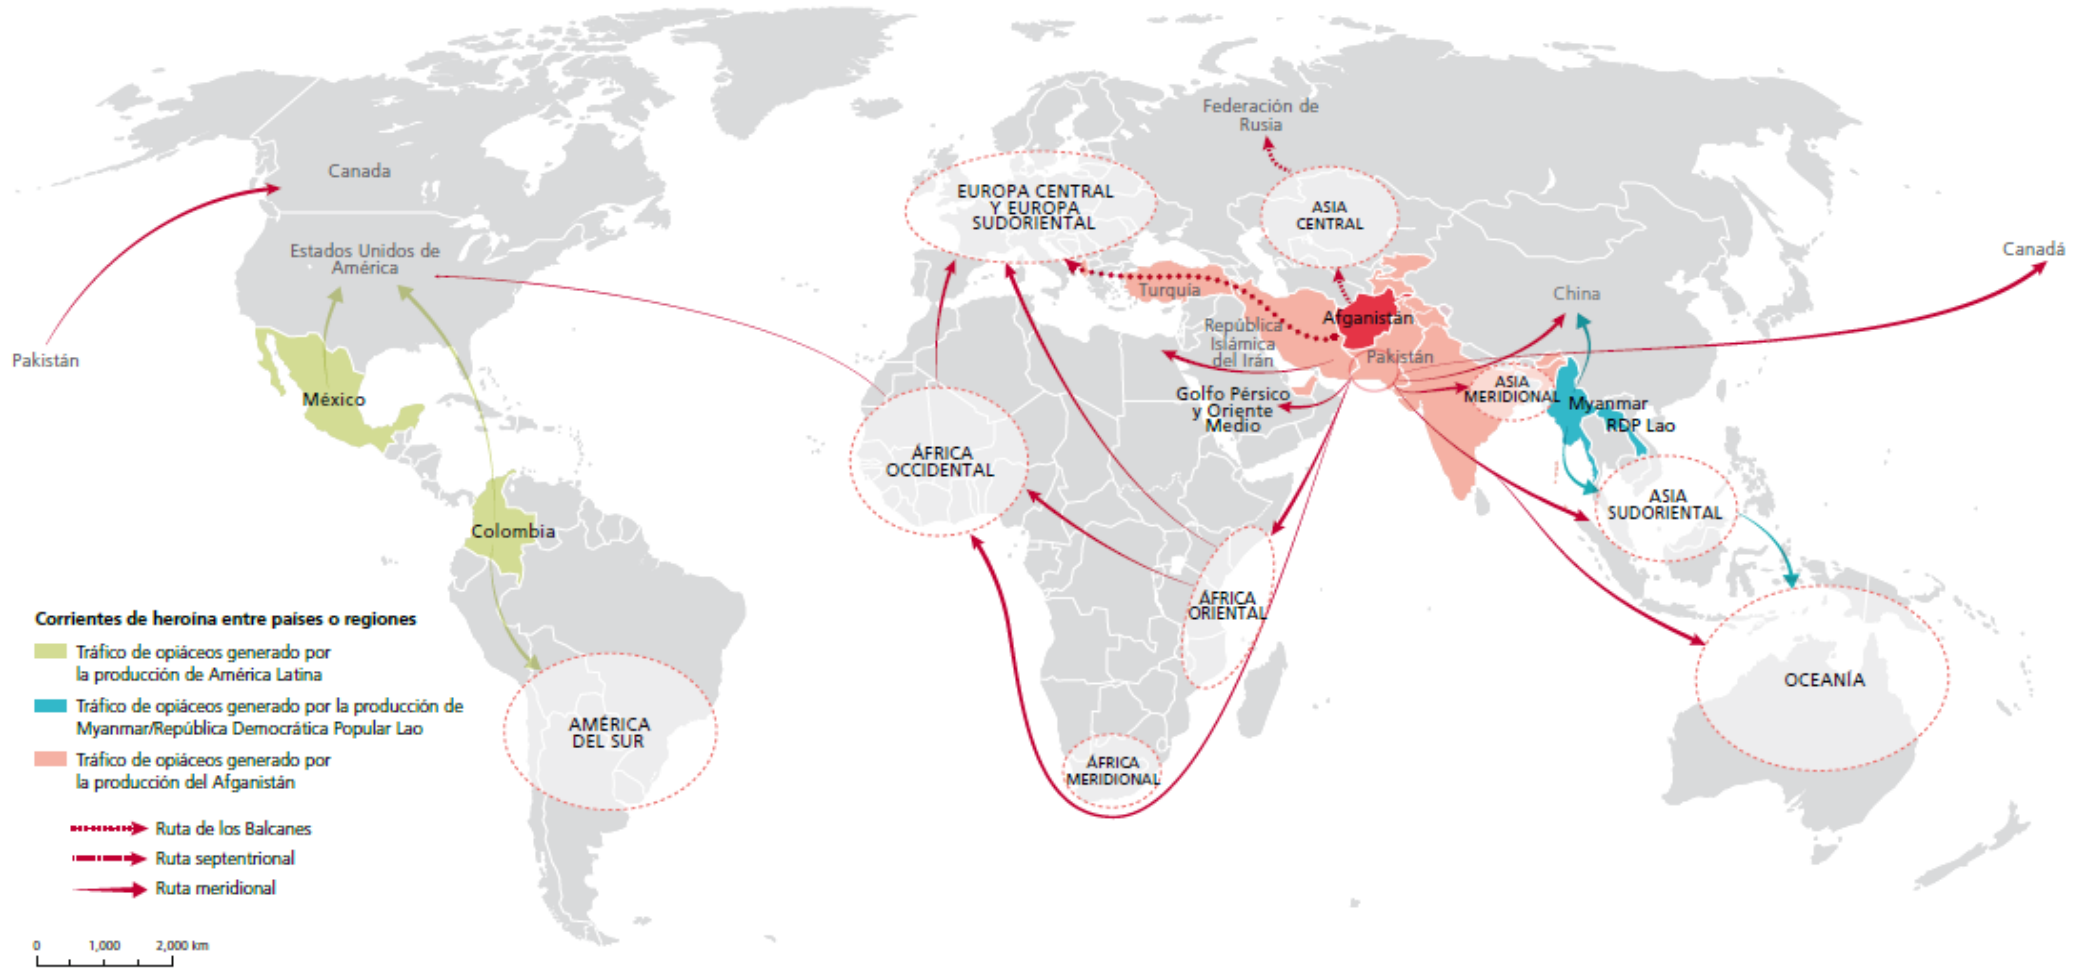 Federación de
Rusia
Canada
EUROPA CENTRAL
Y EUROPA
SUDORIENTAL
ASIA
CENTRAL
Estados Unidos de
América
Canadá
Turquía
China
Afganistán
República
Islámica
del Irán
Pakistán
Pakistán
México
Golfo Pérsico
y Oriente
Medio
ASIA
MERIDIONAL
Myanmar
RDP Lao
ÁFRICA
OCCIDENTAL
ASIA
SUDORIENTAL
Colombia
ÁFRICA
ORIENTAL
OCEANÍA
AMÉRICA
DEL SUR
ÁFRICA
MERIDIONAL
Corrientes de heroína entre países o regiones
Tráfico de opiáceos generado por
la producción de América Latina
Tráfico de opiáceos generado por la producción de
Myanmar/República Democrática Popular Lao
Tráfico de opiáceos generado por
la producción del Afganistán
Ruta de los Balcanes
Ruta septentrional
Ruta meridional
0 1,000 2,000 km